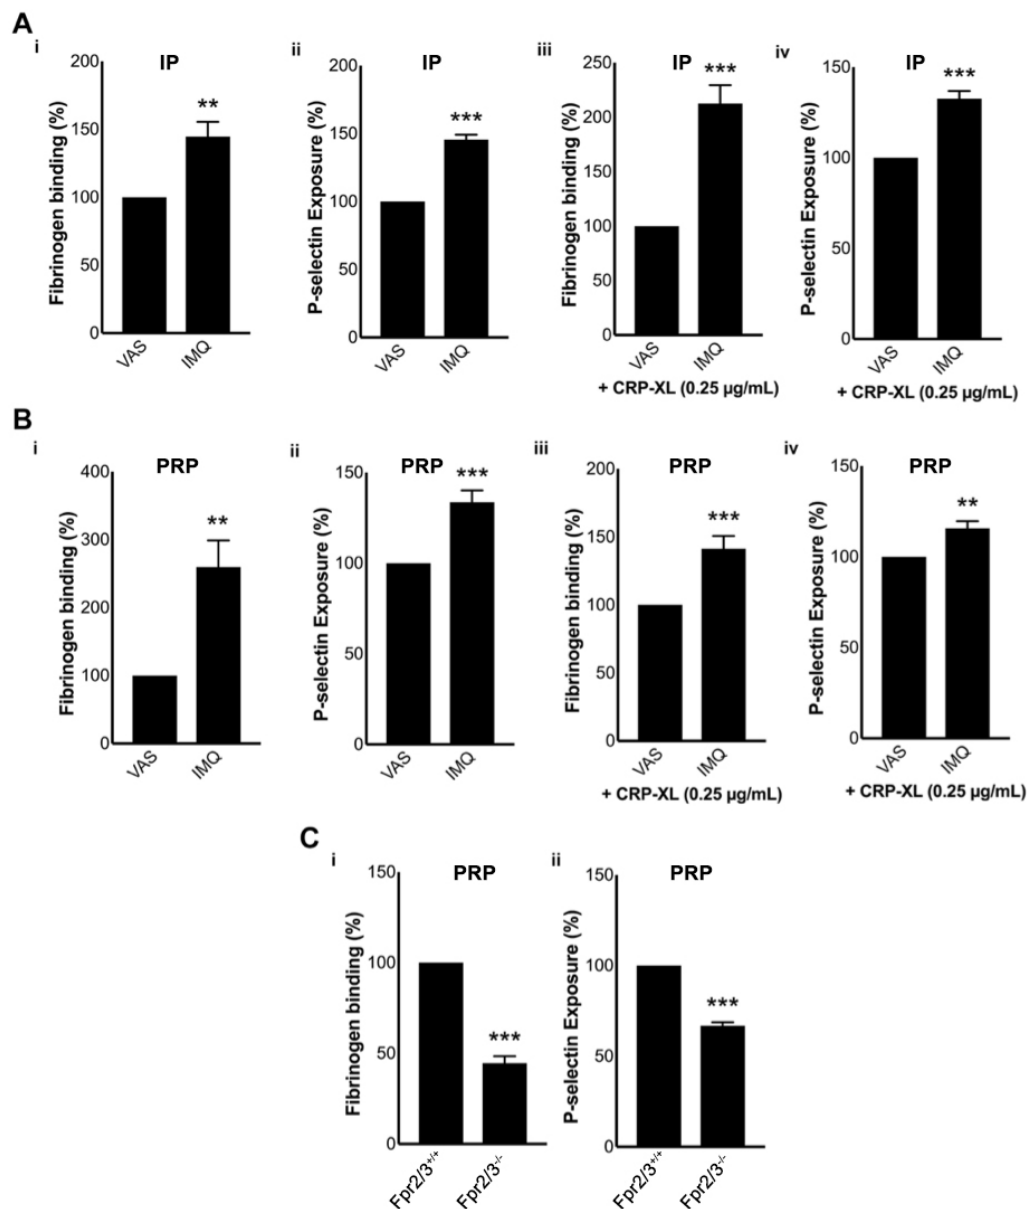 A
i
IP
Fibrinogen binding (%)
200
150
100
50
0
**
VAS
IMQ
ii
IP
P-selectin Exposure (%)
200
150
100
50
0
***
VAS
IMQ
iii
IP
Fibrinogen binding (%)
250
200
150
100
50
0
***
VAS
IMQ
+ CRP-XL (0.25 µg/mL)
iv
IP
P-selectin Exposure (%)
150
100
50
0
***
VAS
IMQ
+ CRP-XL (0.25 µg/mL)
B
i
PRP
Fibrinogen binding (%)
400
300
200
100
0
**
VAS
IMQ
ii
PRP
P-selectin Exposure (%)
150
100
50
0
***
VAS
IMQ
iii
PRP
Fibrinogen binding (%)
200
150
100
50
0
***
VAS
IMQ
+ CRP-XL (0.25 µg/mL)
iv
PRP
P-selectin Exposure (%)
150
100
50
0
**
VAS
IMQ
+ CRP-XL (0.25 µg/mL)
C
i
PRP
Fibrinogen binding (%)
150
100
50
0
***
Fpr2/3+/+
Fpr2/3-/-
ii
PRP
P-selectin Exposure (%)
150
100
50
0
***
Fpr2/3+/+
Fpr2/3-/-